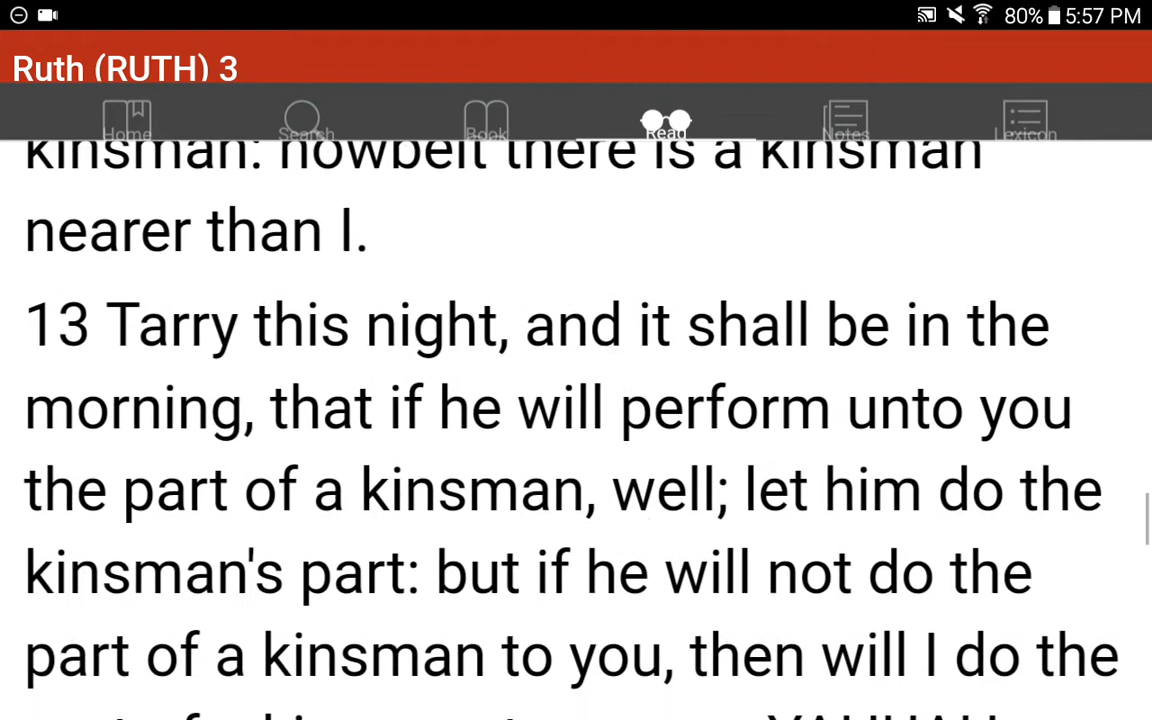 80% 5:57 PM
Ruth (RUTH) 3
Home Search Book Read Notes Lexicon
kinsman: howbeit there is a kinsman
nearer than I.
13 Tarry this night, and it shall be in the
morning, that if he will perform unto you
the part of a kinsman, well; let him do the
kinsman's part: but if he will not do the
part of a kinsman to you, then will I do the